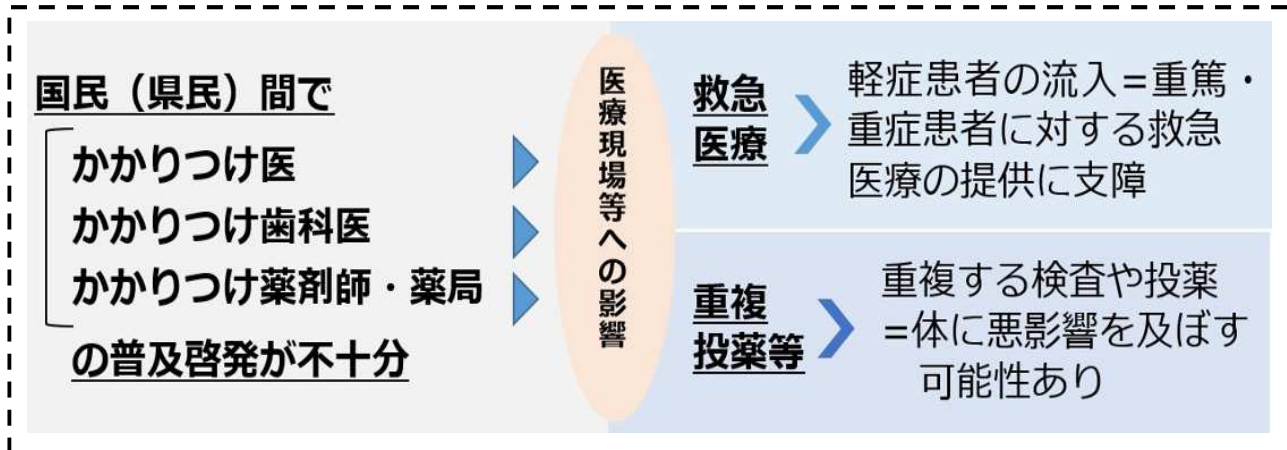 国民（県民）間で
かかりつけ医
かかりつけ歯科医
かかりつけ薬剤師・薬局
の普及啓発が不十分
医療現場等への影響
救急
医療
軽症患者の流入=重篤・
重症患者に対する救急
医療の提供に支障
重複
投薬等
重複する検査や投薬
=体に悪影響を及ぼす
可能性あり